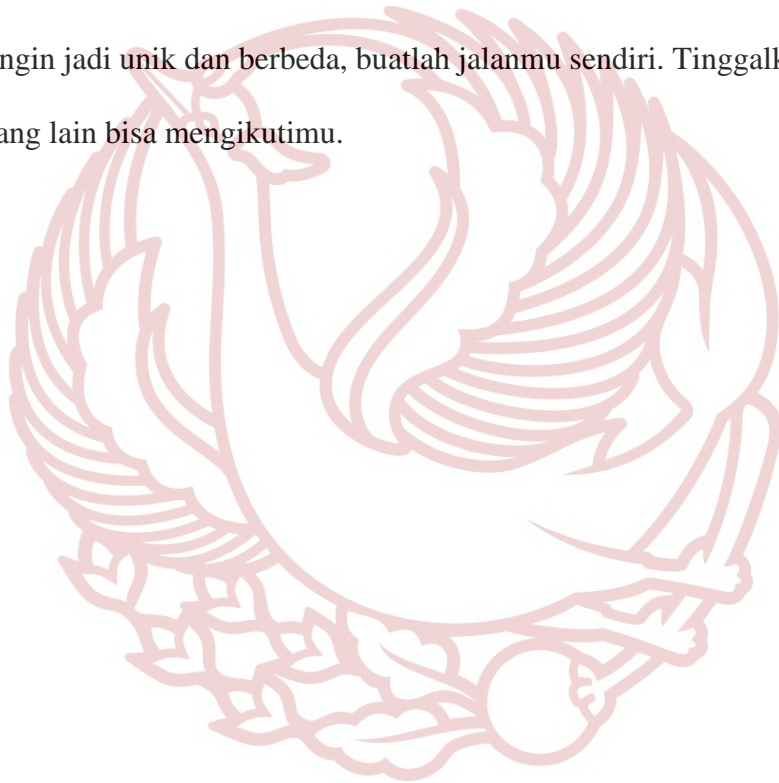 ngin jadi unik dan berbeda, buatlah jalanmu sendiri. Tinggalk
ang lain bisa mengikutimu.